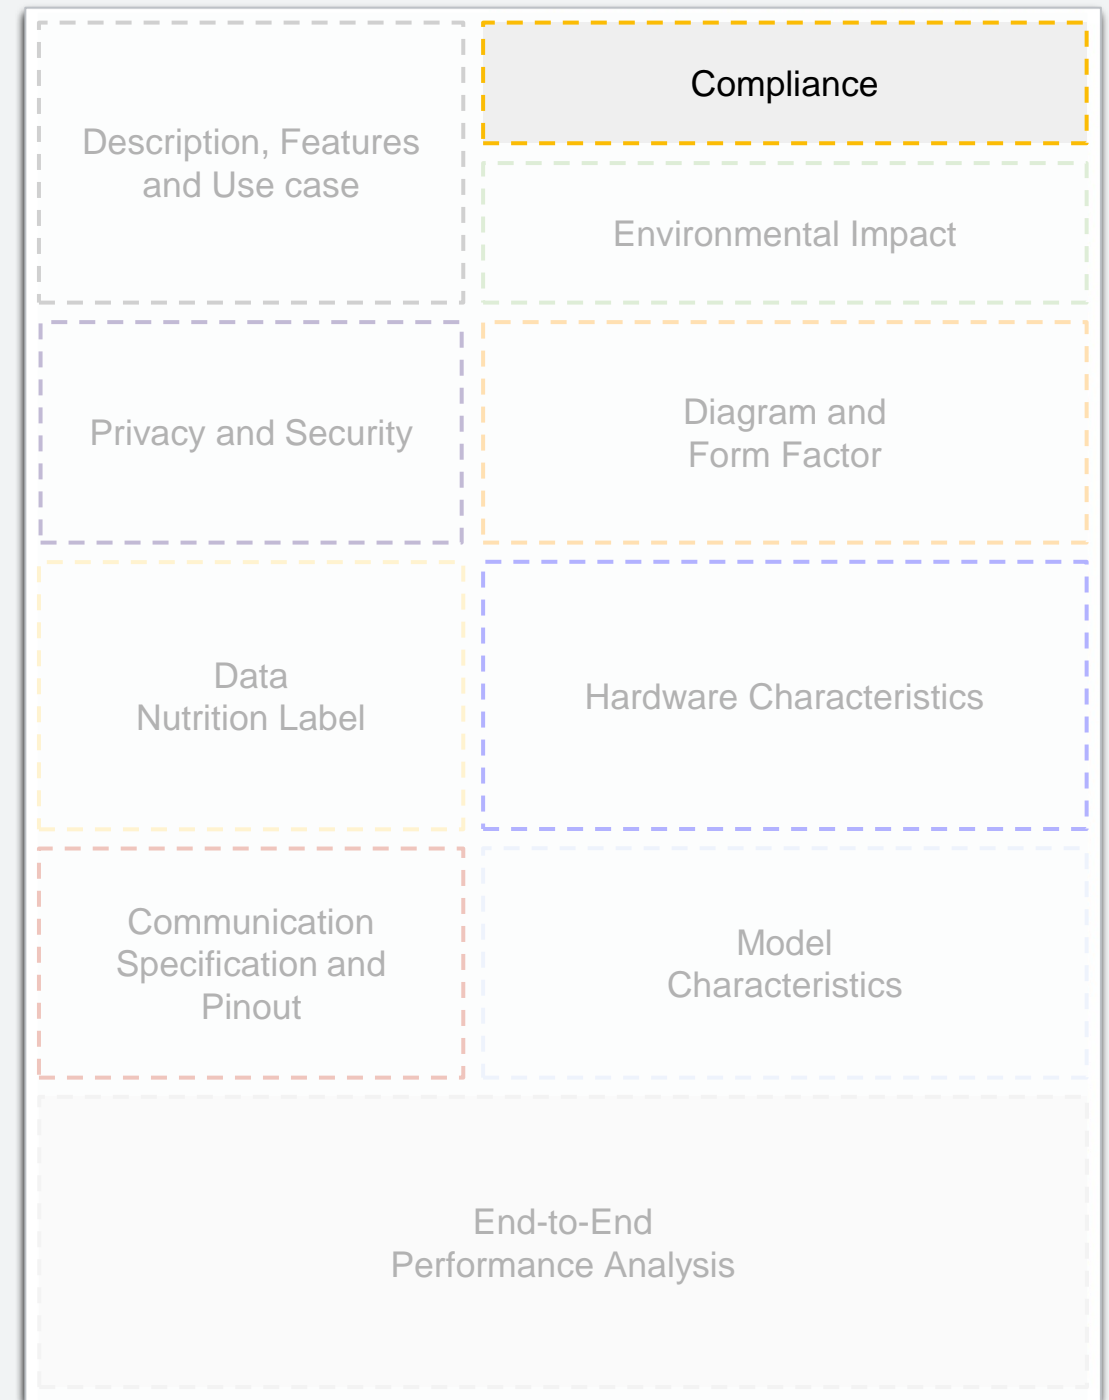 Description, Features
and Use case
Compliance
Environmental Impact
Privacy and Security
Diagram and
Form Factor
Data
Nutrition Label
Hardware Characteristics
Communication
Specification and
Pinout
Model
Characteristics
End-to-End
Performance Analysis